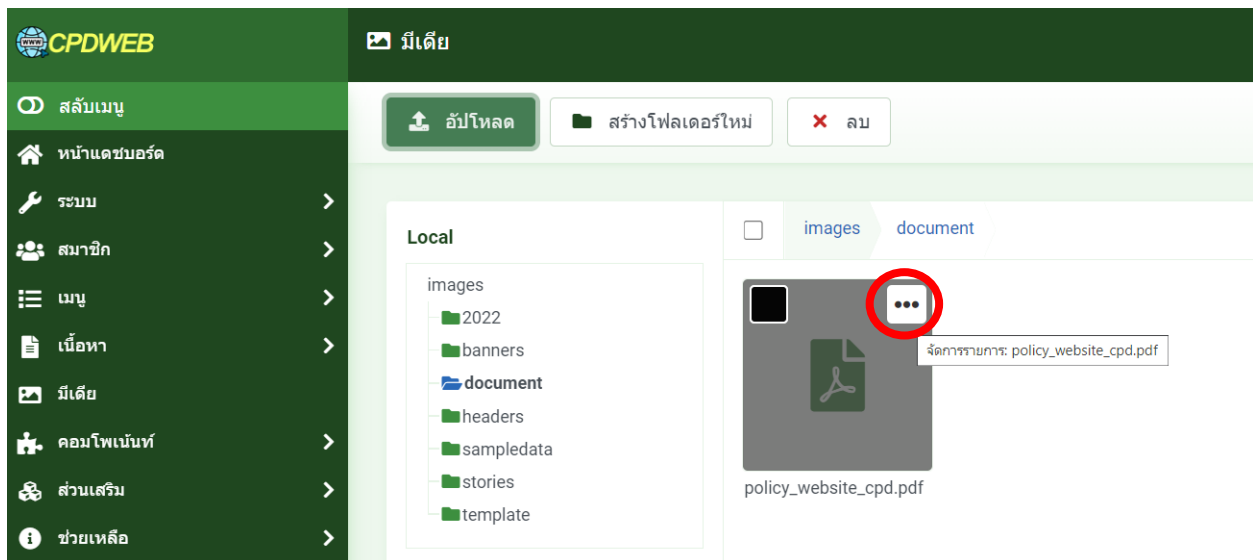 www
CPDWEB
มีเดีย
สลับเมนู
หน้าแดชบอร์ด
ระบบ
สมาชิก
เมนู
เนื้อหา
มีเดีย
คอมโพเน้นท์
ส่วนเสริม
ช่วยเหลือ
อัปโหลด
สร้างโฟลเดอร์ใหม่
ลบ
Local
images
2022
banners
document
headers
sampledata
stories
template
images document
จัดการรายการ: policy_website_cpd.pdf
policy_website_cpd.pdf